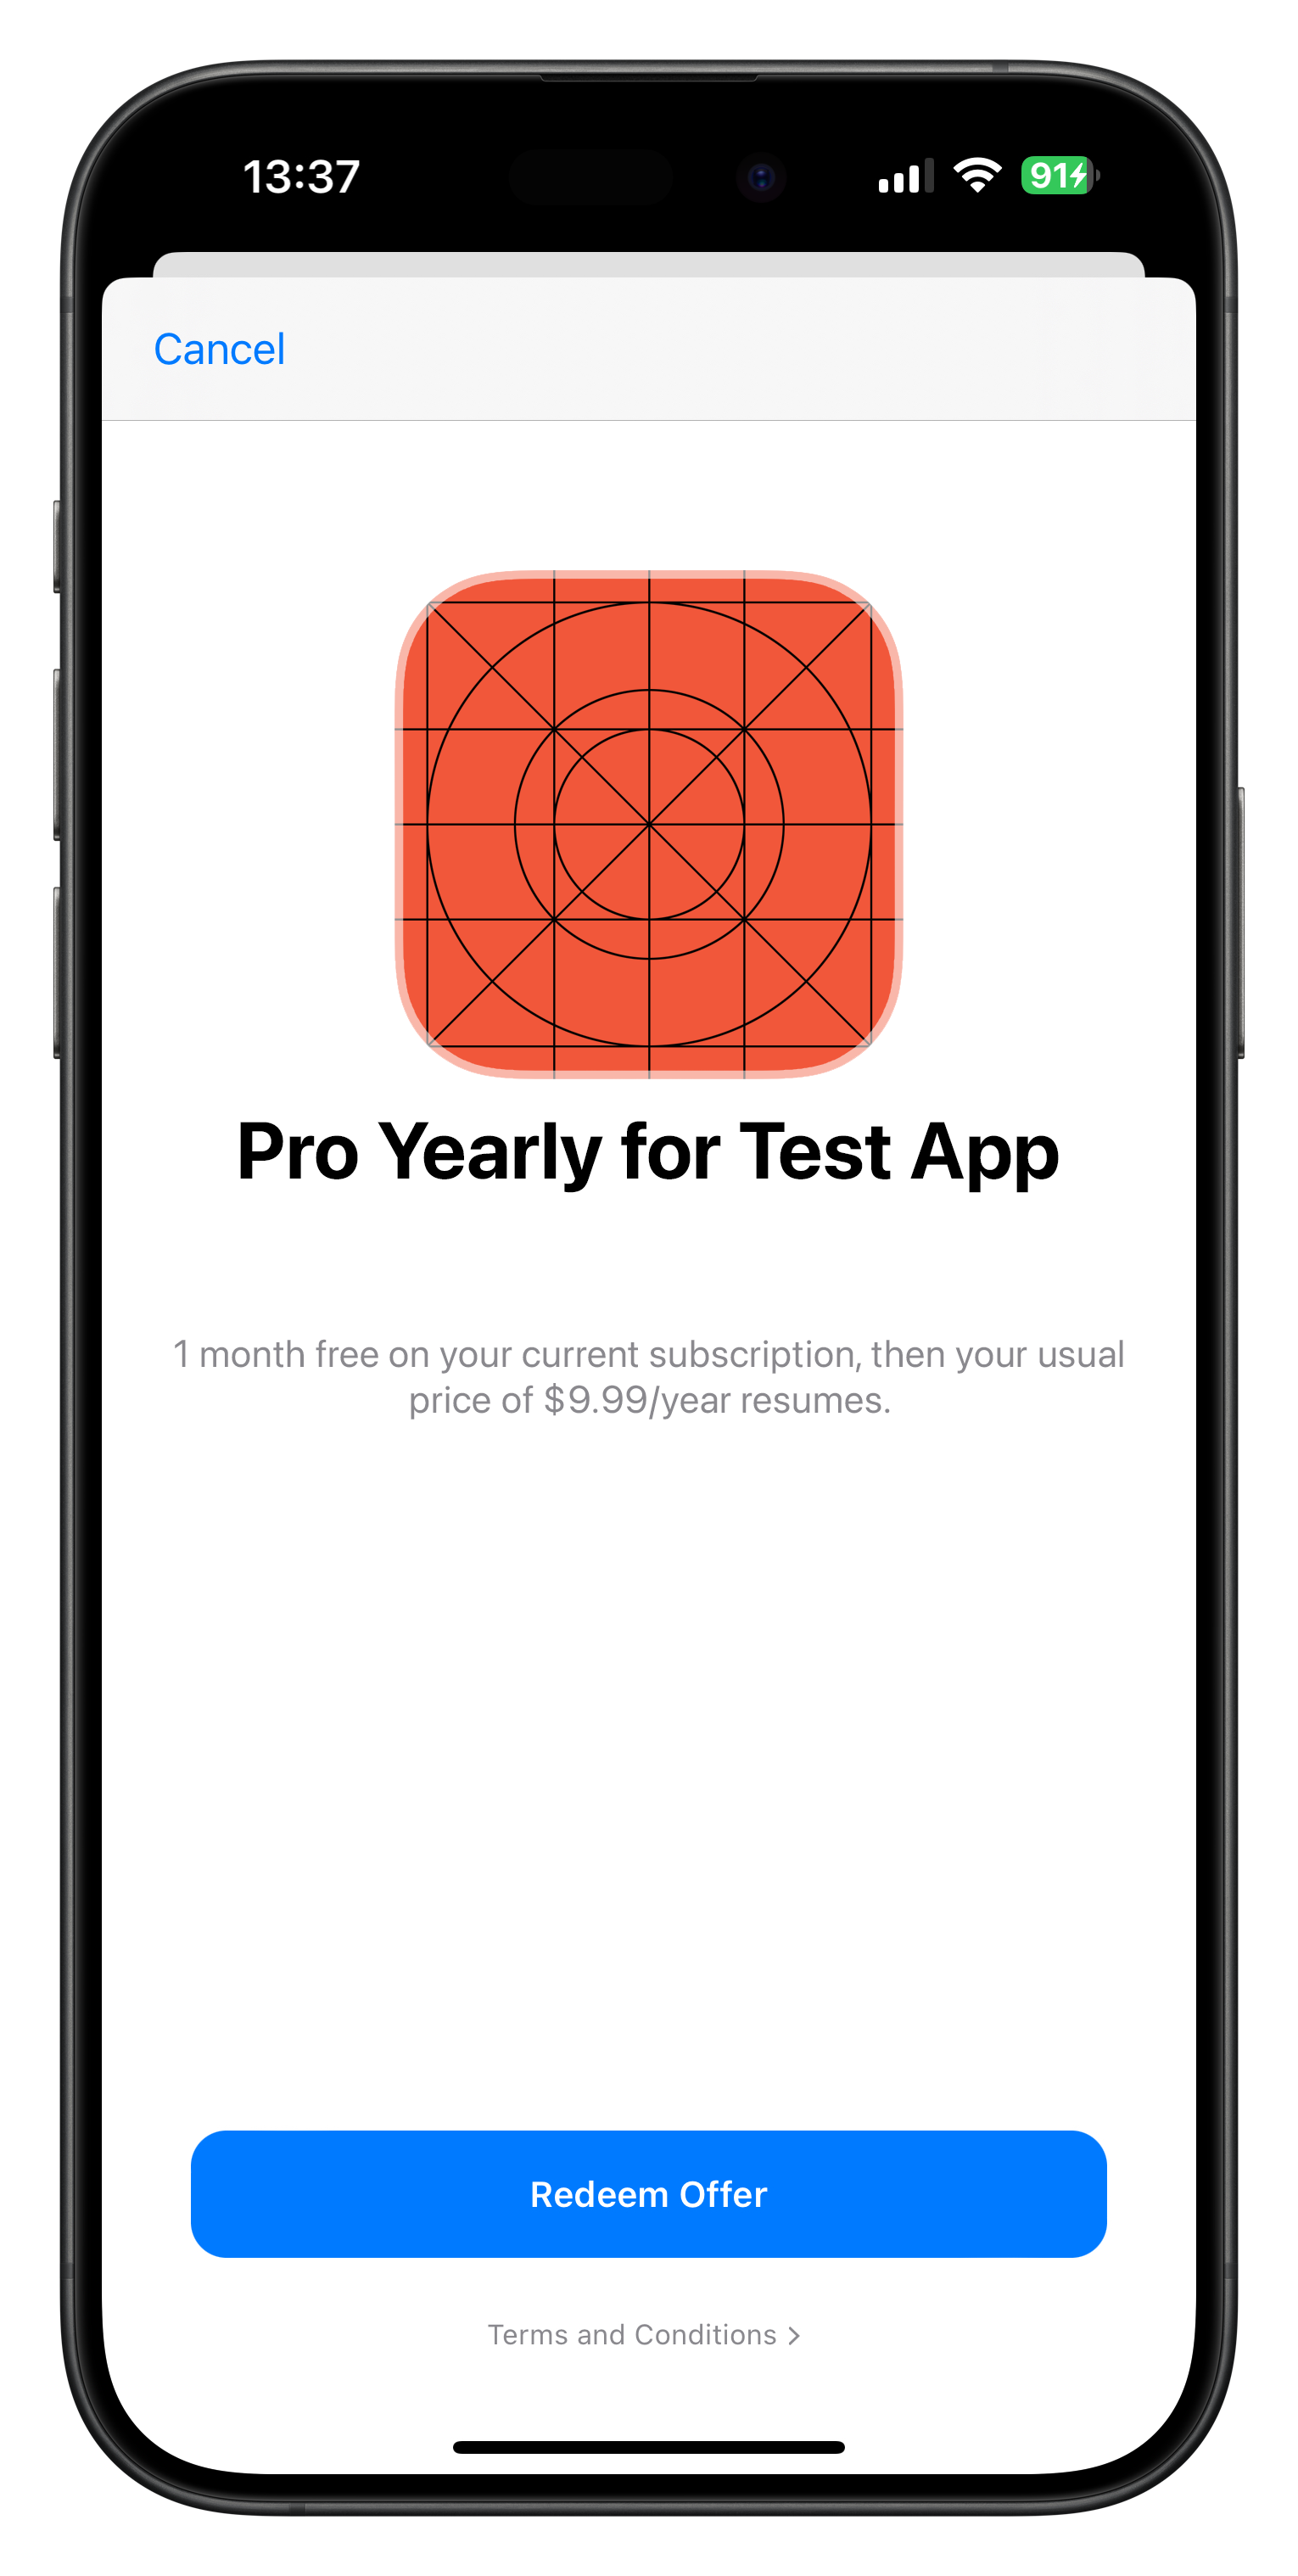 13:37
91
Cancel
Pro Yearly for Test App
1 month free on your current subscription, then your usual
price of $9.99/year resumes.
Redeem Offer
Terms and Conditions >